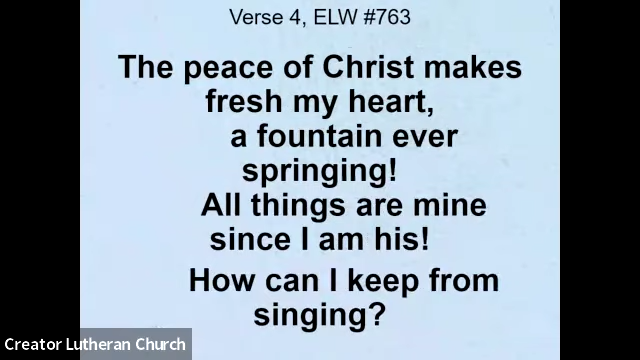 Verse 4, ELW #763
The peace of Christ makes
fresh my heart,
a fountain ever
springing!
All things are mine
since I am his!
How can I keep from
singing?
Creator Lutheran Church